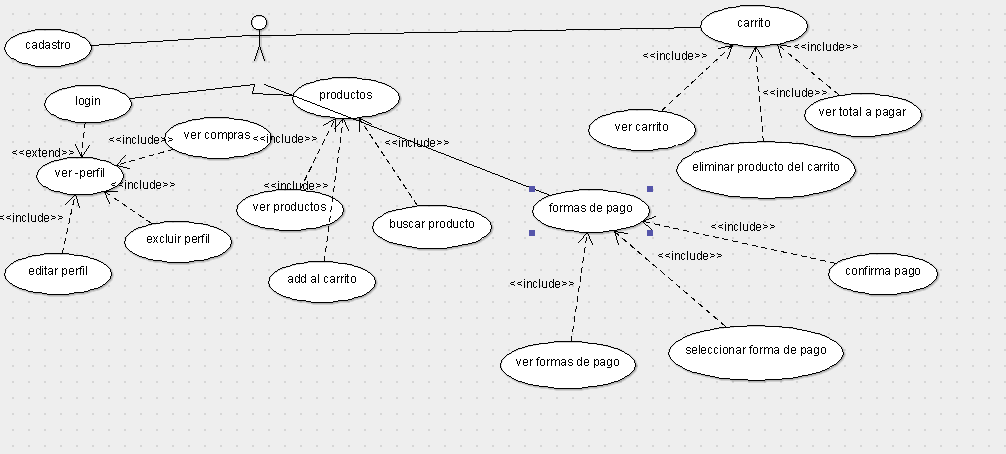 carrito
cadastro
<<include>>
<<include>>
productos
login
<<include>>
ver total a pagar
ver carrito
ver compras
<<include>>
<<include>>
<<include>>
<<extend>>
eliminar producto del carrito
ver -perfil
<<include>>
<<include>>
ver productos
formas de pago
<<include>>
buscar producto
<<include>>
excluir perfil
<<include>>
editar perfil
confirma pago
add al carrito
<<include>>
seleccionar forma de pago
ver formas de pago